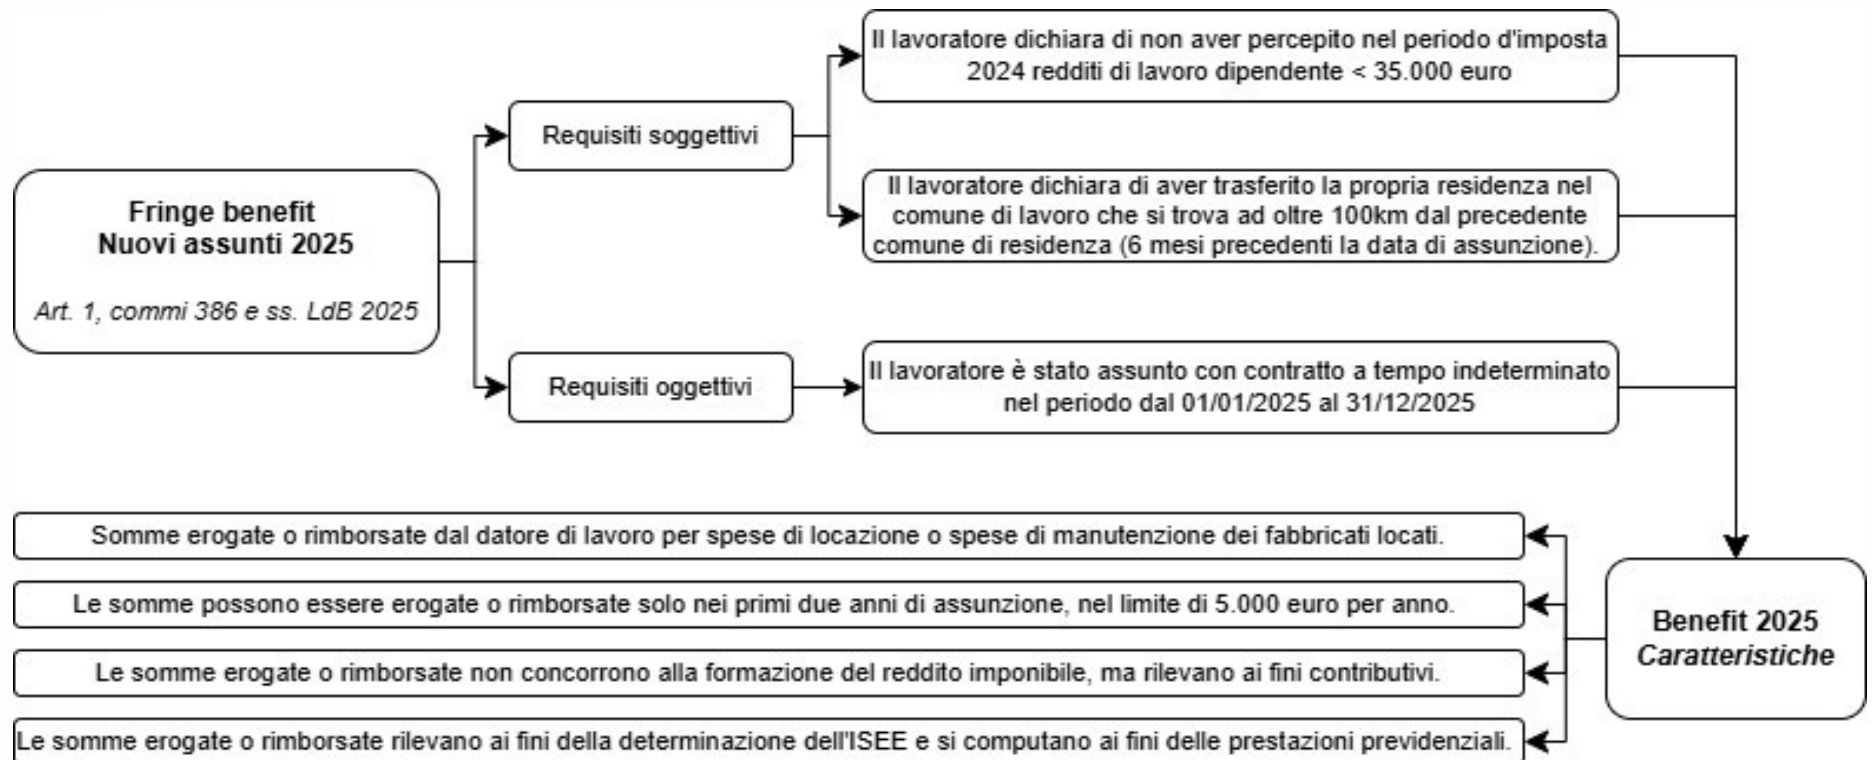 Fringe benefit
Nuovi assunti 2025
Art. 1, commi 386 e ss. LdB 2025
Requisiti soggettivi
Il lavoratore dichiara di non aver percepito nel periodo d'imposta
2024 redditi di lavoro dipendente < 35.000 euro
Il lavoratore dichiara di aver trasferito la propria residenza nel
comune di lavoro che si trova ad oltre 100km dal precedente
comune di residenza (6 mesi precedenti la data di assunzione).
Requisiti oggettivi
Il lavoratore è stato assunto con contratto a tempo indeterminato
nel periodo dal 01/01/2025 al 31/12/2025
Benefit 2025
Caratteristiche
Somme erogate o rimborsate dal datore di lavoro per spese di locazione o spese di manutenzione dei fabbricati locati.
Le somme possono essere erogate o rimborsate solo nei primi due anni di assunzione, nel limite di 5.000 euro per anno.
Le somme erogate o rimborsate non concorrono alla formazione del reddito imponibile, ma rilevano ai fini contributivi.
Le somme erogate o rimborsate rilevano ai fini della determinazione dell'ISEE e si computano ai fini delle prestazioni previdenziali.